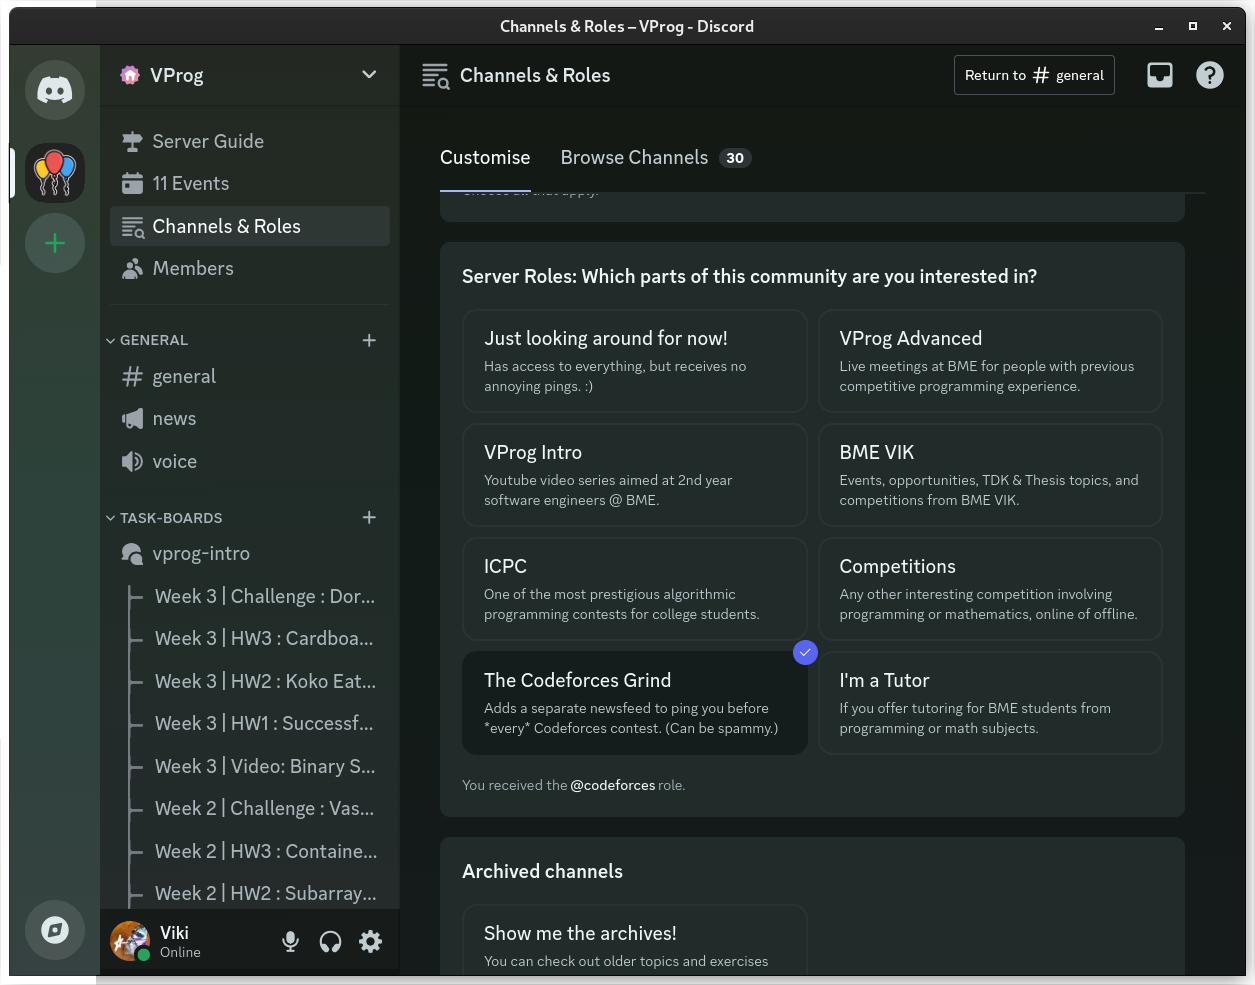 Channels & Roles – VProg - Discord
VProg
Server Guide
11 Events
Channels & Roles
Members
GENERAL
general
news
voice
TASK-BOARDS
vprog-intro
Week 3 | Challenge : Dor...
Week 3 | HW3 : Cardboa...
Week 3 | HW2 : Koko Eat...
Week 3 | HW1 : Successf...
Week 3 | Video: Binary S...
Week 2 | Challenge : Vas...
Week 2 | HW3 : Containe...
Week 2 | HW2 : Subarray...
Viki
Online
Channels & Roles
Return to # general
Customise
Browse Channels 30
Choose all that apply.
Server Roles: Which parts of this community are you interested in?
Just looking around for now!
Has access to everything, but receives no
annoying pings. :)
VProg Advanced
Live meetings at BME for people with previous
competitive programming experience.
VProg Intro
Youtube video series aimed at 2nd year
software engineers @ BME.
BME VIK
Events, opportunities, TDK & Thesis topics, and
competitions from BME VIK.
ICPC
One of the most prestigious algorithmic
programming contests for college students.
Competitions
Any other interesting competition involving
programming or mathematics, online of offline.
The Codeforces Grind
Adds a separate newsfeed to ping you before
*every* Codeforces contest. (Can be spammy.)
I'm a Tutor
If you offer tutoring for BME students from
programming or math subjects.
You received the @codeforces role.
Archived channels
Show me the archives!
You can check out older topics and exercises